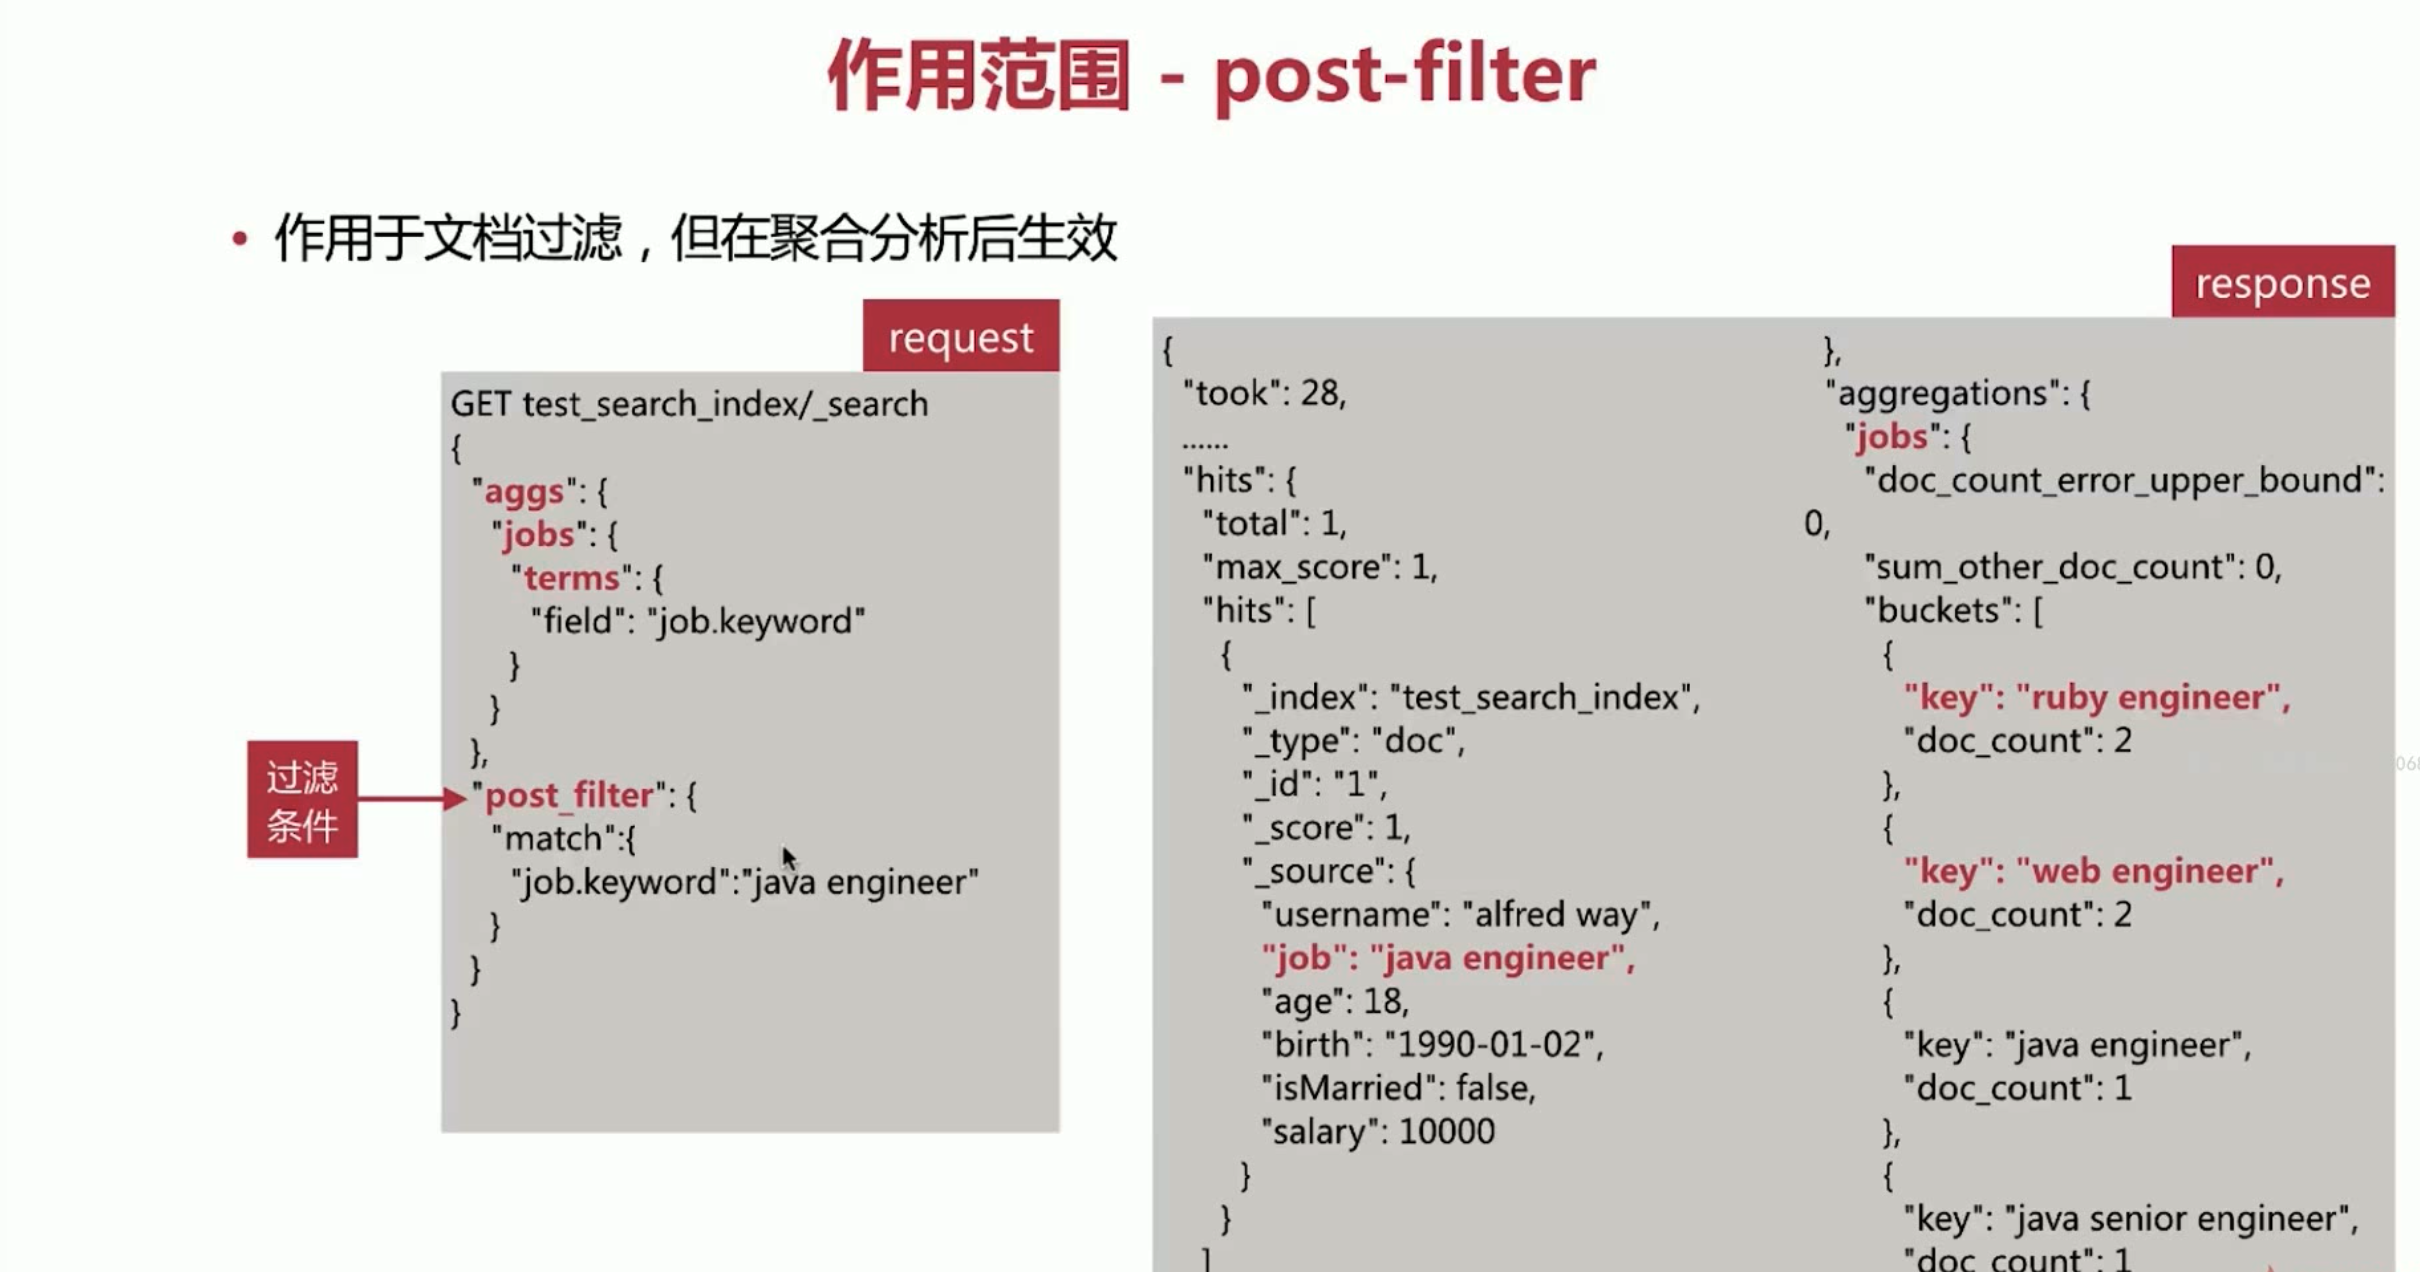 作用范围 - post-filter
• 作用于文档过滤，但在聚合分析后生效
request
GET test_search_index/_search
{
"aggs": {
"jobs": {
"terms": {
"field": "job.keyword"
}
}
},
"post_filter": {
"match":{
"job.keyword":"java engineer"
}
}
}
过滤
条件
response
{
"took": 28,
......
"hits": {
"total": 1,
"max_score": 1,
"hits": [
{
"_index": "test_search_index",
"_type": "doc",
"_id": "1",
"_score": 1,
"_source": {
"username": "alfred way",
"job": "java engineer",
"age": 18,
"birth": "1990-01-02",
"isMarried": false,
"salary": 10000
}
}
]
},
"aggregations": {
"jobs": {
"doc_count_error_upper_bound":
0,
"sum_other_doc_count": 0,
"buckets": [
{
"key": "ruby engineer",
"doc_count": 2
},
{
"key": "web engineer",
"doc_count": 2
},
{
"key": "java engineer",
"doc_count": 1
},
{
"key": "java senior engineer",
"doc_count": 1